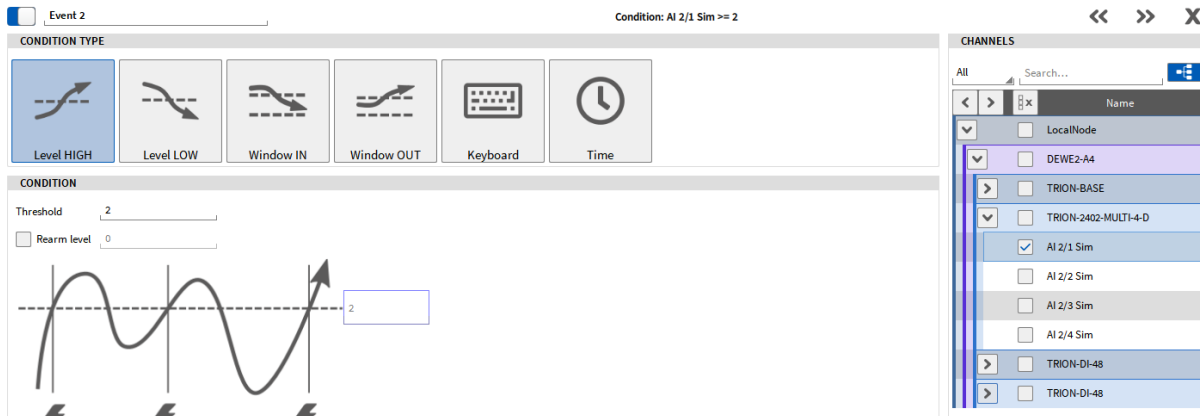 Event 2
Condition: AI 2/1 Sim >= 2
X
CONDITION TYPE
Level HIGH
Level LOW
Window IN
Window OUT
Keyboard
Time
CONDITION
Threshold 2
Rearm level 0
2
CHANNELS
All Search...
x Name
LocalNode
DEWE2-A4
TRION-BASE
TRION-2402-MULTI-4-D
AI 2/1 Sim
AI 2/2 Sim
AI 2/3 Sim
AI 2/4 Sim
TRION-DI-48
TRION-DI-48